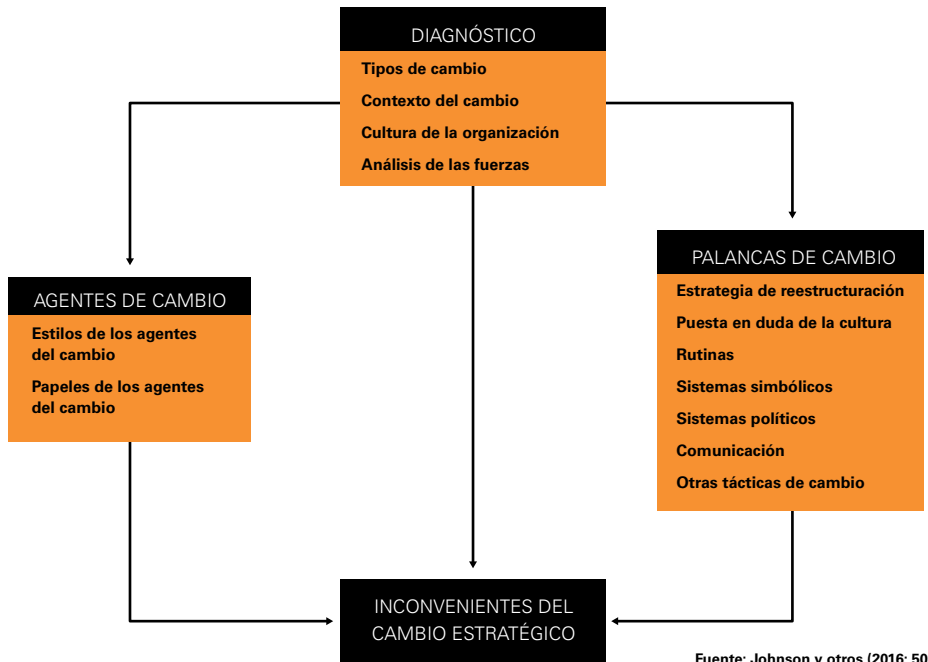 DIAGNÓSTICO
Tipos de cambio
Contexto del cambio
Cultura de la organización
Análisis de las fuerzas
AGENTES DE CAMBIO
Estilos de los agentes
del cambio
Papeles de los agentes
del cambio
PALANCAS DE CAMBIO
Estrategia de reestructuración
Puesta en duda de la cultura
Rutinas
Sistemas simbólicos
Sistemas políticos
Comunicación
Otras tácticas de cambio
INCONVENIENTES DEL
CAMBIO ESTRATÉGICO
Fuente: Johnson y otros (2016: 50